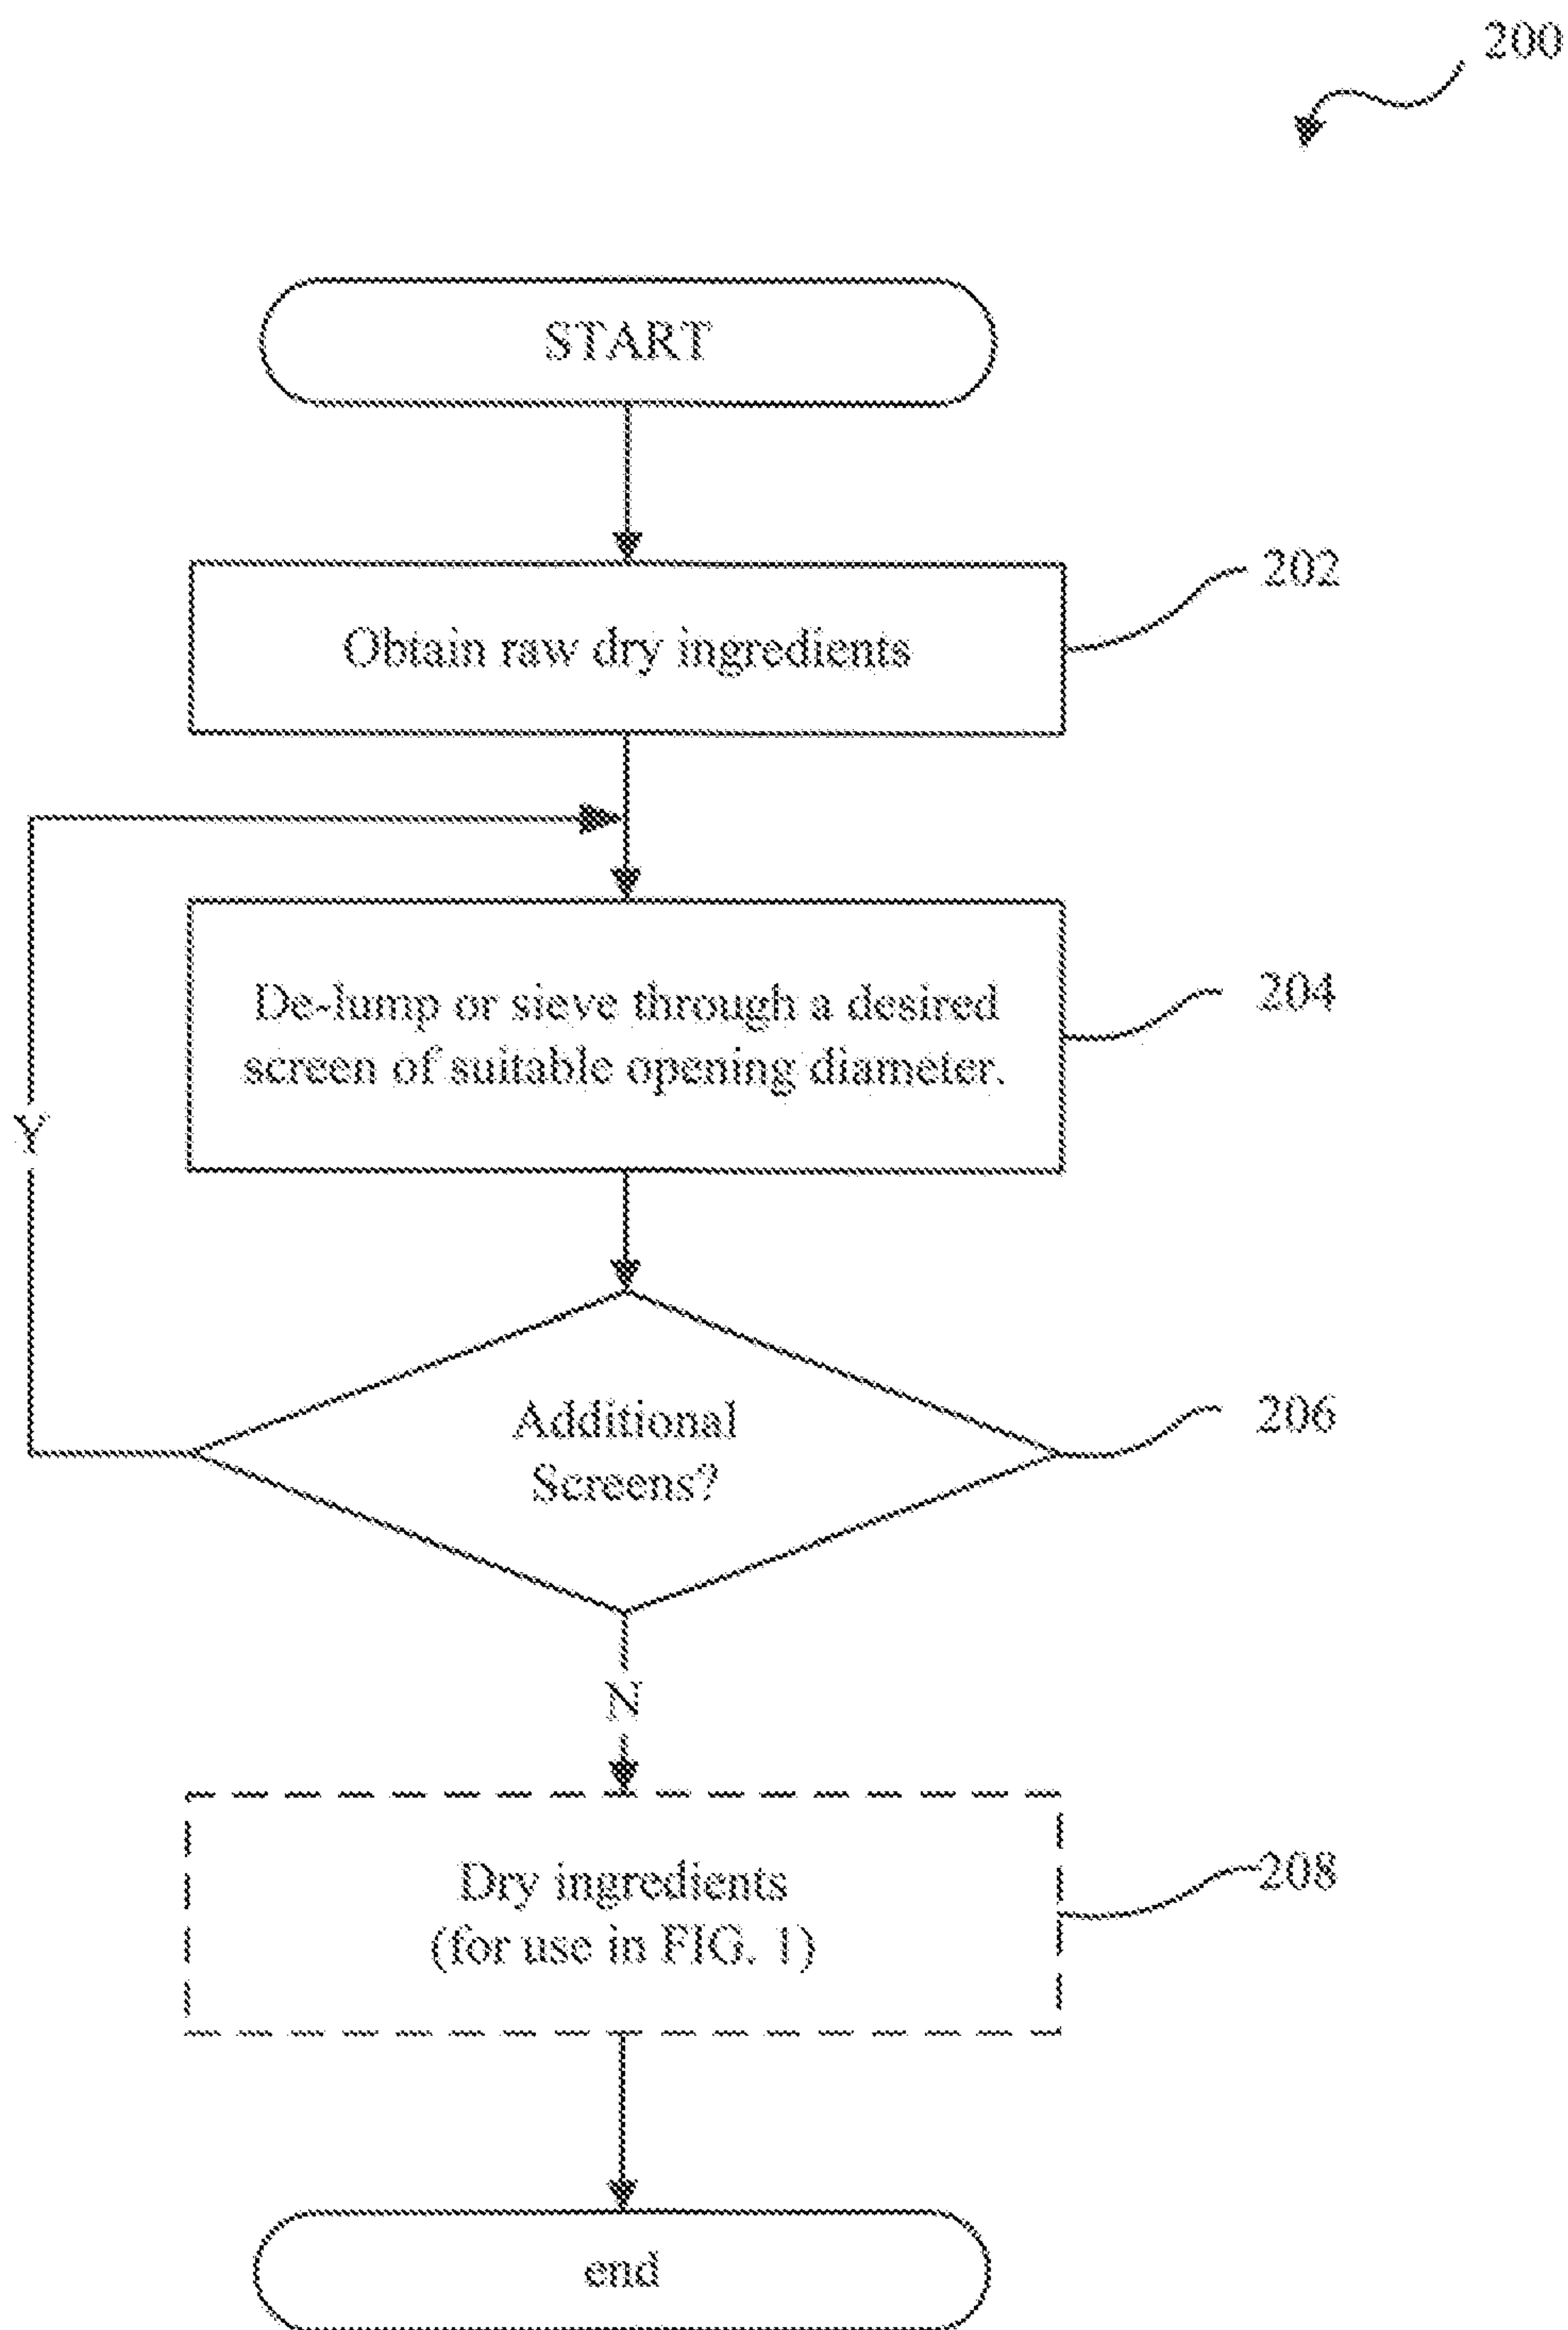 200
START
202
Obtain raw dry ingredients
204
De-lump or sieve through a desired
screen of suitable opening diameter.
Y
206
Additional
Screens?
N
208
Dry ingredients
(for use in FIG. 1)
end